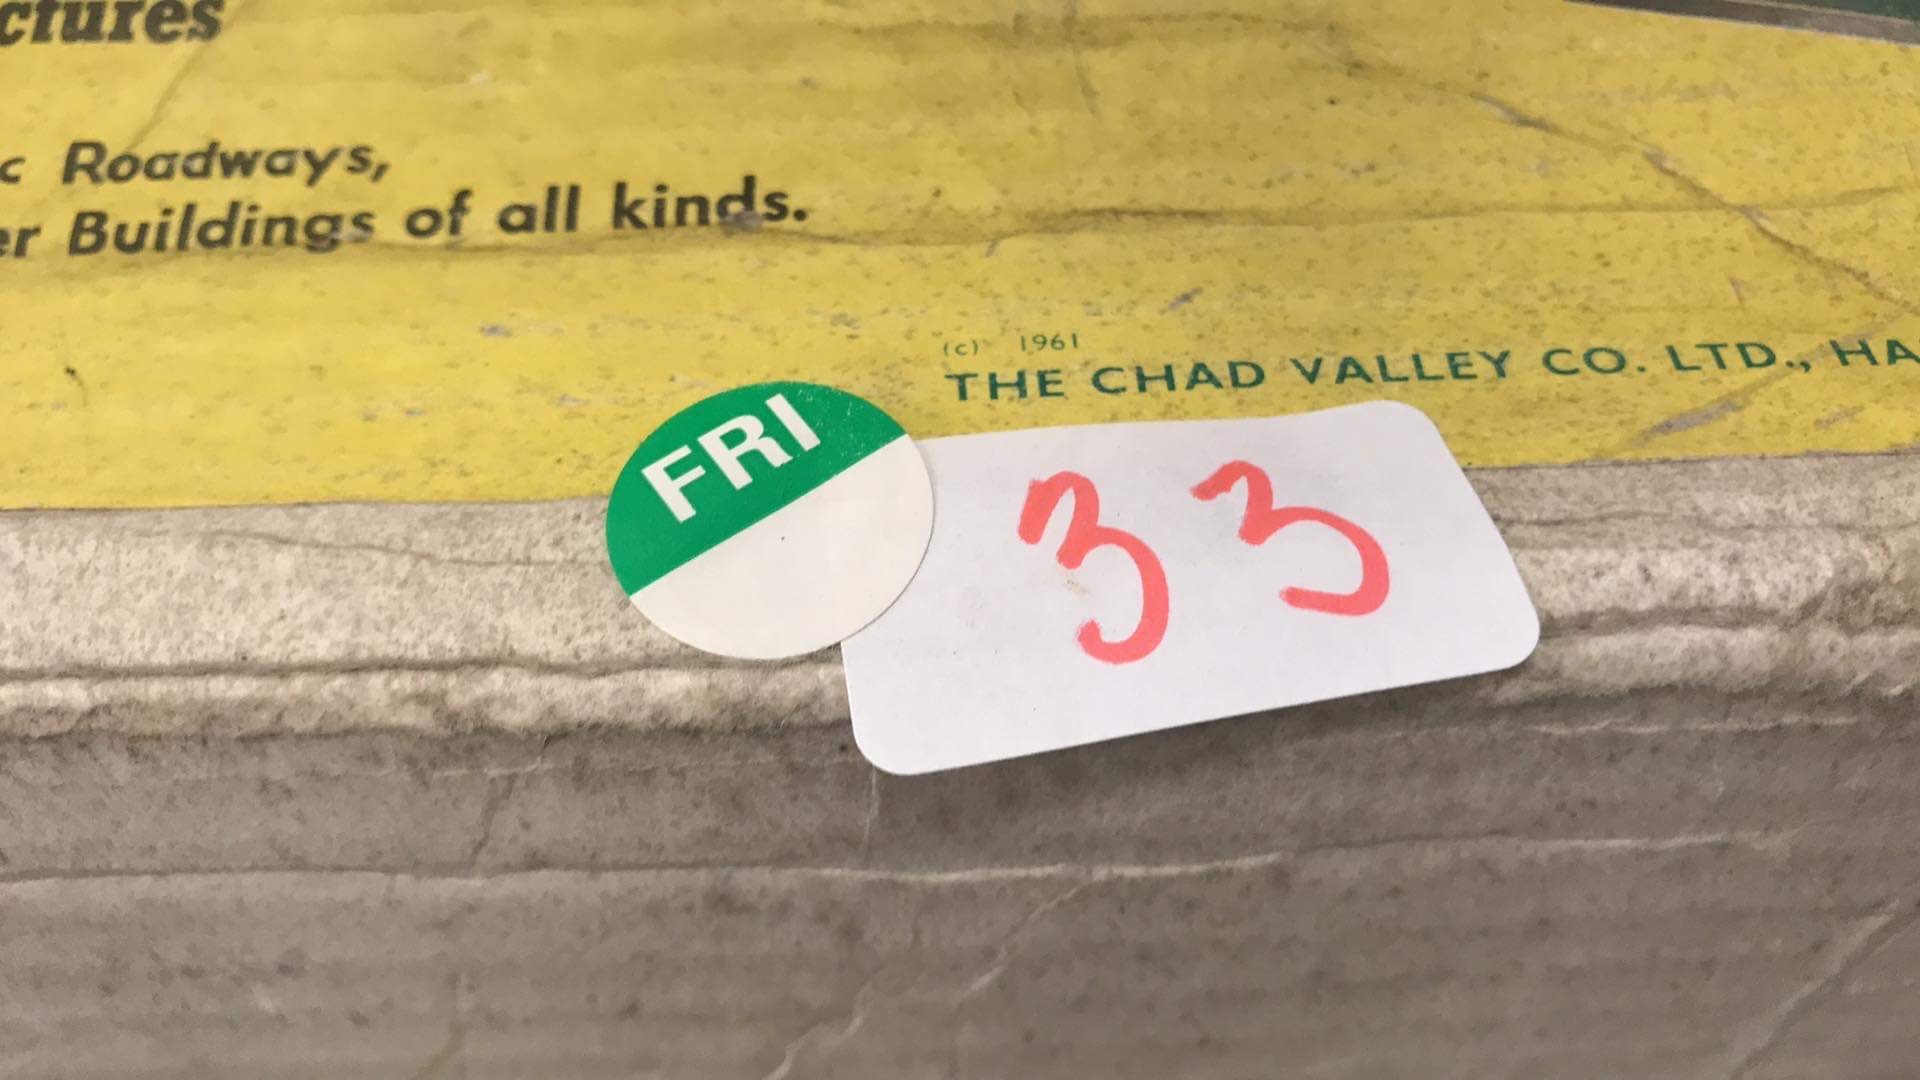 ctures
c Roadways,
er Buildings of all kinds.
(c) 1961
THE CHAD VALLEY CO. LTD., HA
FRI
33